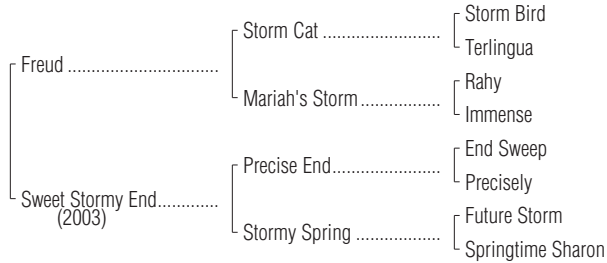 Storm Bird
Storm Cat ........................
Terlingua
Freud ................................
Rahy
Mariah's Storm.................
Immense
End Sweep
Precise End.......................
Precisely
Sweet Stormy End.............
(2003)
Future Storm
Stormy Spring ...................
Springtime Sharon